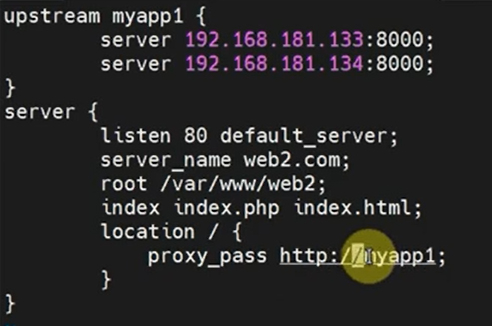 upstream myapp1 {
server 192.168.181.133:8000;
server 192.168.181.134:8000;
}
server {
listen 80 default_server;
server_name web2.com;
root /var/www/web2;
index index.php index.html;
location / {
proxy_pass http://myapp1;
}
}